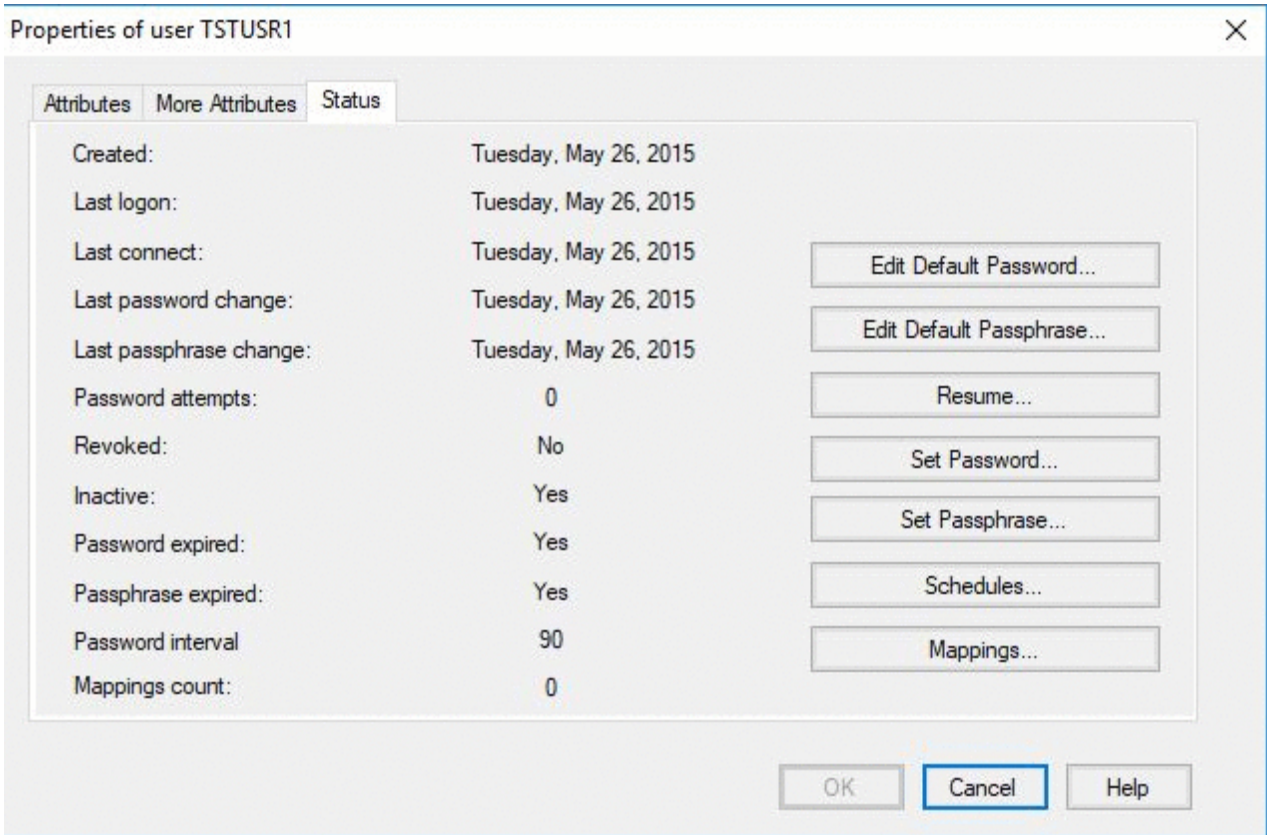 Properties of user TSTUSR1
Attributes More Attributes Status
Created: Tuesday, May 26, 2015
Last logon: Tuesday, May 26, 2015
Last connect: Tuesday, May 26, 2015
Edit Default Password...
Last password change: Tuesday, May 26, 2015
Edit Default Passphrase...
Last passphrase change: Tuesday, May 26, 2015
Password attempts: 0 Resume...
Revoked: No
Set Password...
Inactive: Yes
Set Passphrase...
Password expired: Yes
Passphrase expired: Yes Schedules...
Password interval 90
Mappings...
Mappings count: 0
OK Cancel Help